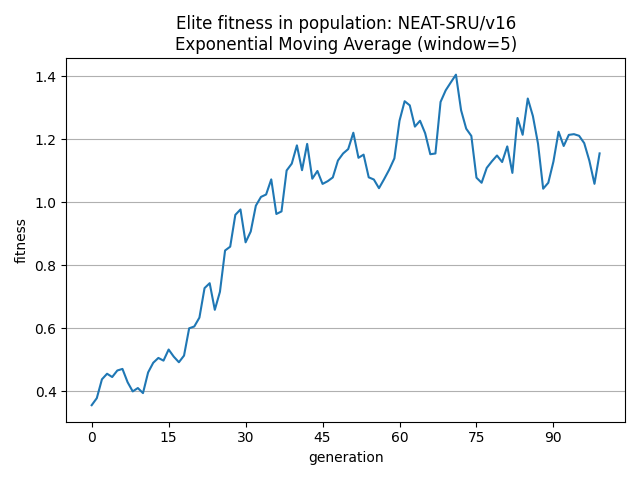 Elite fitness in population: NEAT-SRU/v16
Exponential Moving Average (window=5)
fitness
1.4
1.2
1.0
0.8
0.6
0.4
0 15 30 45 60 75 90
generation